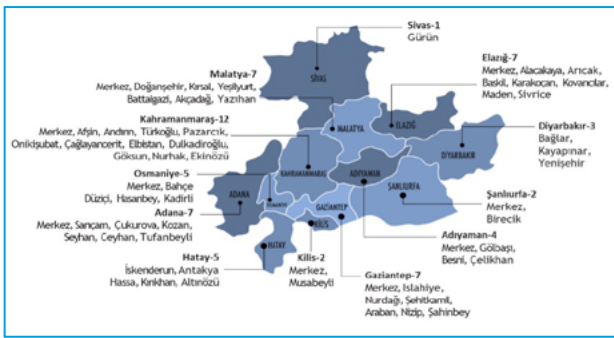 Sivas-1
Gürün
Elazığ-7
Merkez, Alacakaya, Arıcak,
Baskil, Karakoçan, Kovancılar,
Maden, Sivrice
Malatya-7
Merkez, Doğanşehir, Kırsal, Yeşilyurt,
Battalgazi, Akçadağ, Yazıhan
Kahramanmaraş-12
Merkez, Afşin, Andırın, Türkoğlu, Pazarcık,
Onikişubat, Çağlayancerit, Elbistan, Dulkadiroğlu,
Göksun, Nurhak, Ekinözü
Diyarbakır-3
Bağlar,
Kayapınar,
Yenişehir
Osmaniye-5
Merkez, Bahçe
Düziçi, Hasanbey, Kadirli
Adana-7
Merkez, Sarıçam, Çukurova, Kozan,
Seyhan, Ceyhan, Tufanbeyli
Şanlıurfa-2
Merkez,
Birecik
Adıyaman-4
Merkez, Gölbaşı,
Besni, Çelikhan
Hatay-5
İskenderun, Antakya
Hassa, Kırıkhan, Altınözü
Kilis-2
Merkez,
Musabeyli
Gaziantep-7
Merkez, Islahiye,
Nurdağı, Şehitkamil,
Araban, Nizip, Şahinbey
SİVAS
MALATYA
ELAZIĞ
DİYARBAKIR
KAHRAMANMARAŞ
ADIYAMAN
ŞANLIURFA
ADANA
OSMANİYE
GAZİANTEP
KİLİS
HATAY